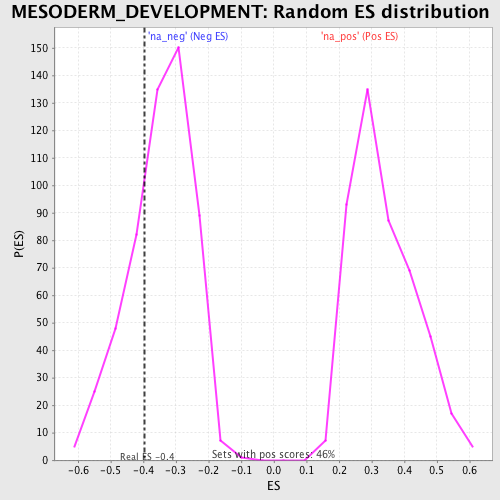 MESODERM_DEVELOPMENT: Random ES distribution
'na_neg' (Neg ES)
'na_pos' (Pos ES)
150
140
130
120
110
100
90
80
70
60
50
40
30
20
10
0
P(ES)
Real ES -0.4
Sets with pos scores: 46%
-0.6 -0.5 -0.4 -0.3 -0.2 -0.1 0.0 0.1 0.2 0.3 0.4 0.5 0.6
ES